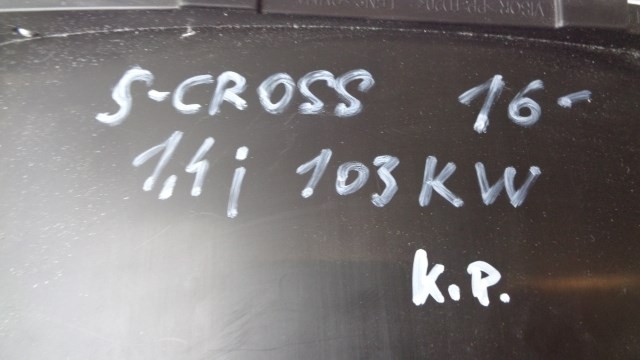 S-CROSS 16-
1,4i 103KW
K.P.